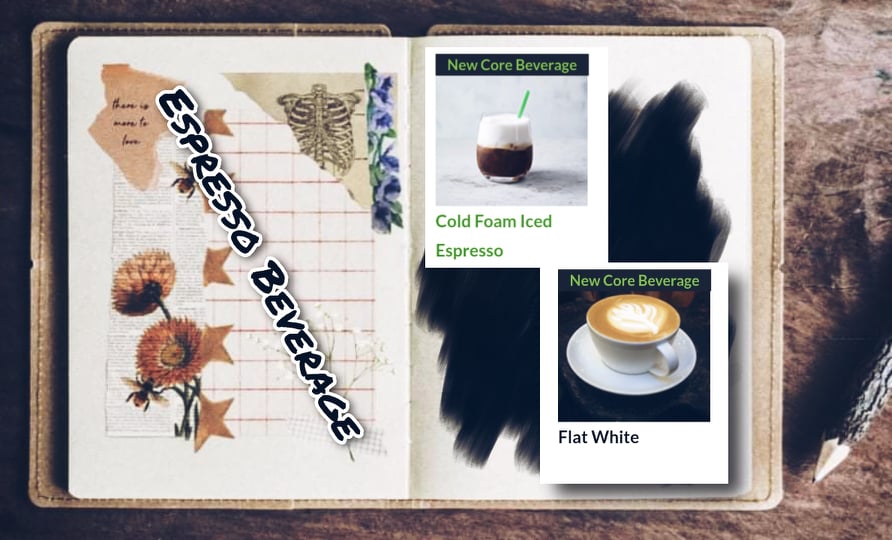 there is
more to
love
ESPRESSO BEVERAGE
New Core Beverage
Cold Foam Iced
Espresso
New Core Beverage
Flat White